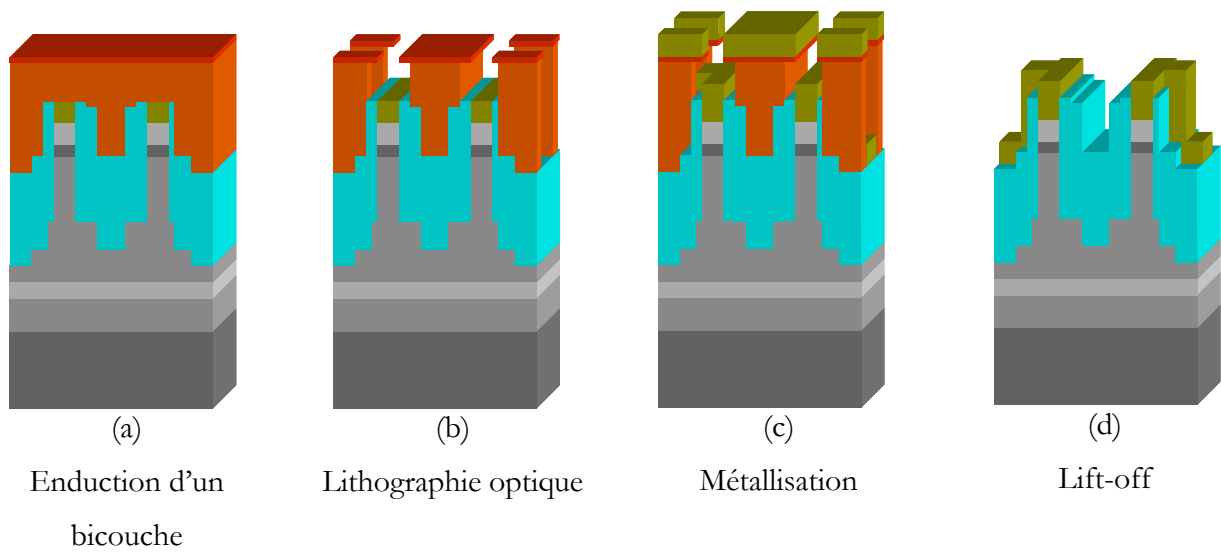 (a)
(b)
(c)
(d)
Enduction d’un
bicouche
Lithographie optique
Métallisation
Lift-off